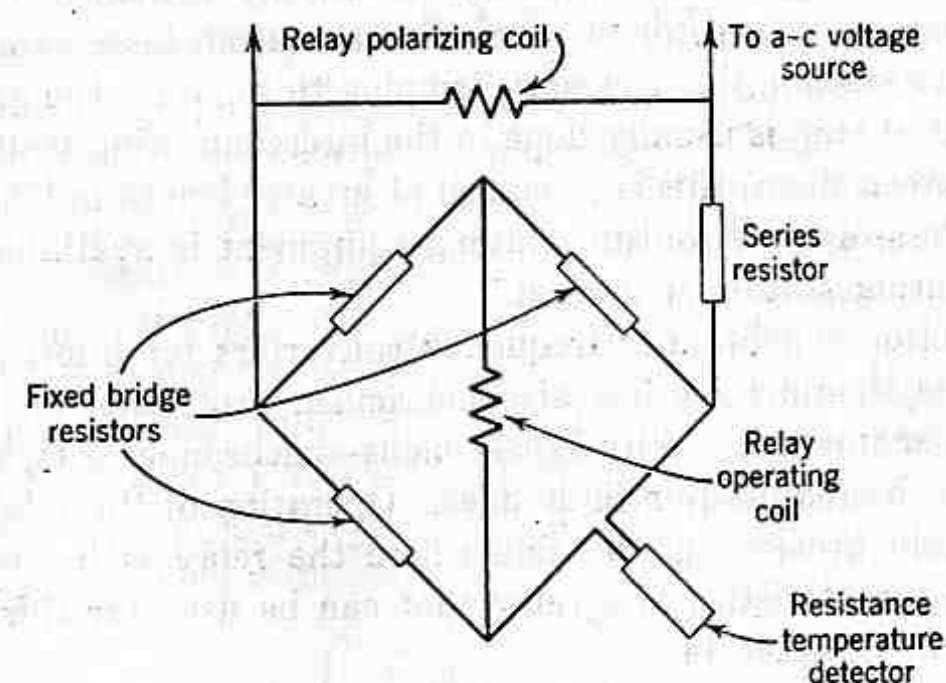 Relay polarizing coil
To a-c voltage
source
Series
resistor
Fixed bridge
resistors
Relay
operating
coil
Resistance
temperature
detector